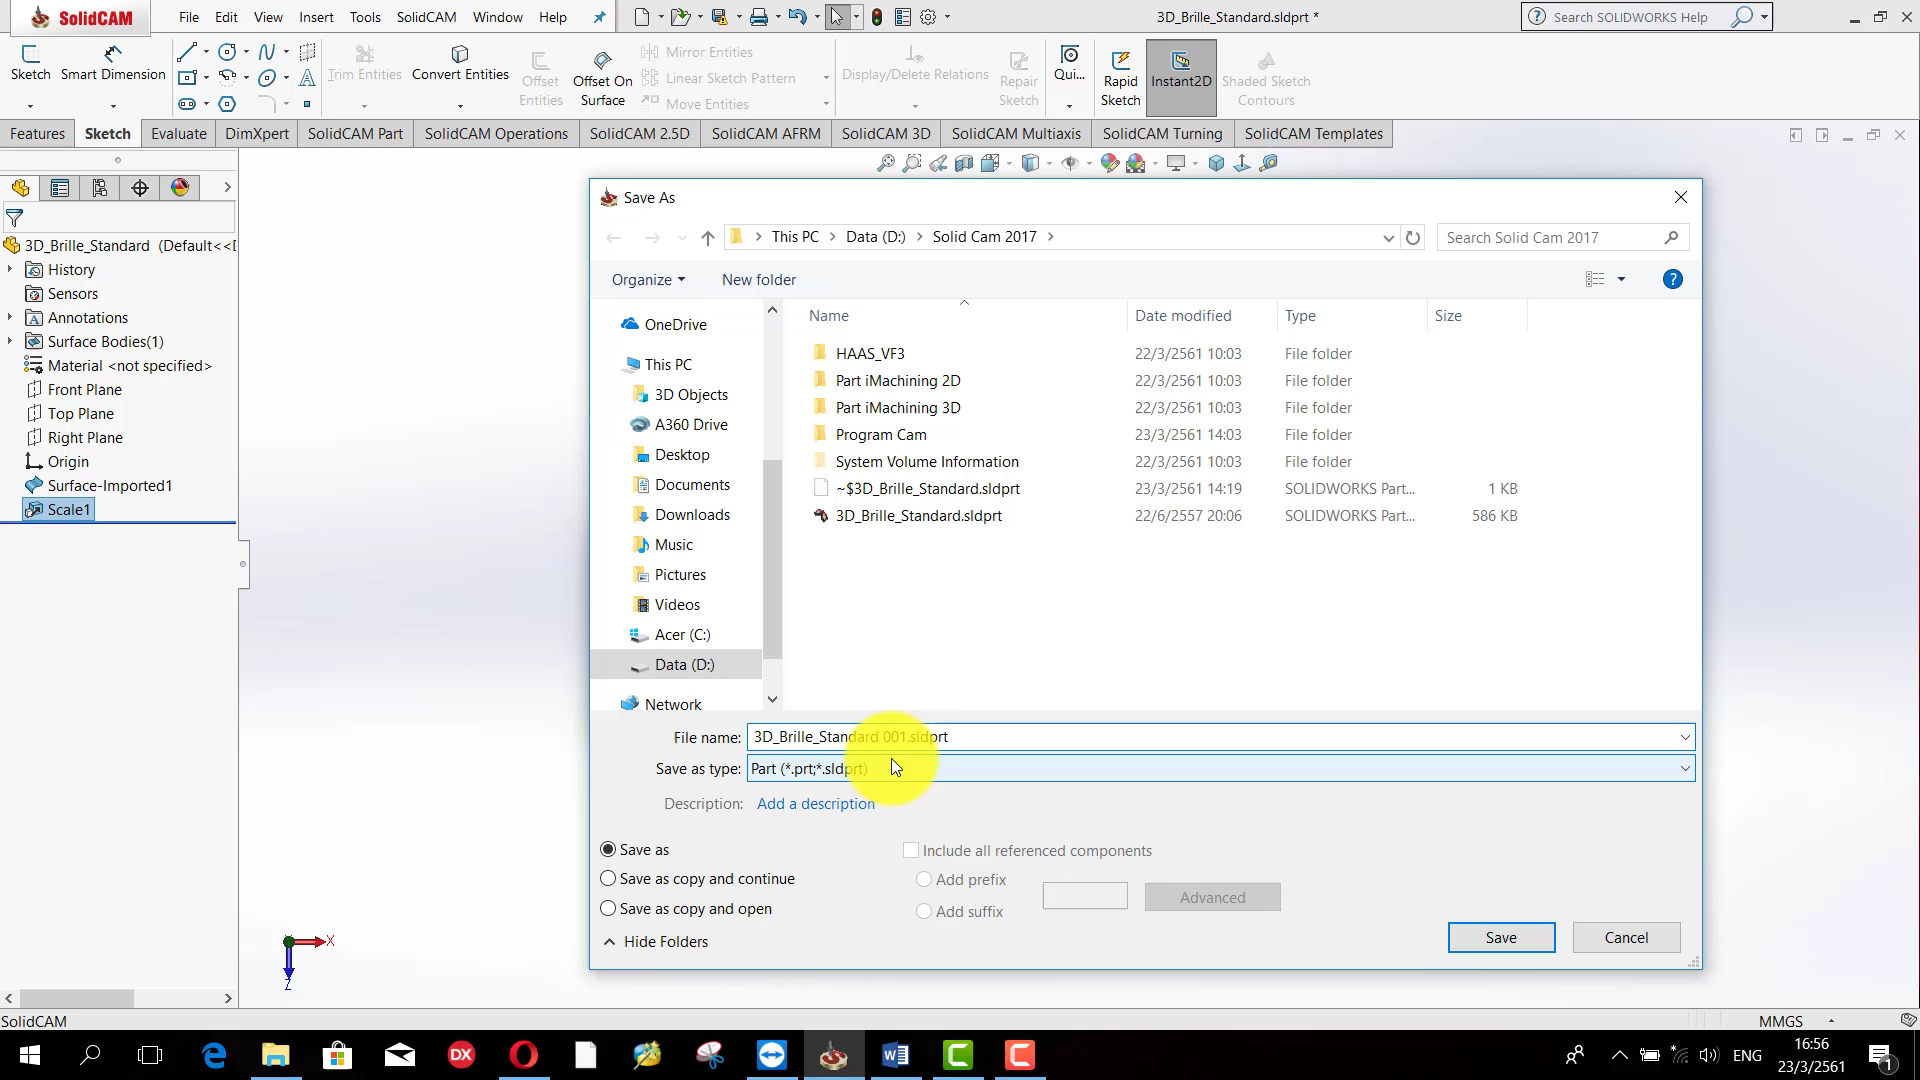 SolidCAM File Edit View Insert Tools SolidCAM Window Help 3D_Brille_Standard.sldprt * Search SOLIDWORKS Help
Sketch Smart Dimension Trim Entities Convert Entities Offset Entities Offset On Surface Mirror Entities Linear Sketch Pattern Move Entities Display/Delete Relations Repair Sketch Qui... Rapid Sketch Instant2D Shaded Sketch Contours
Features Sketch Evaluate DimXpert SolidCAM Part SolidCAM Operations SolidCAM 2.5D SolidCAM AFRM SolidCAM 3D SolidCAM Multiaxis SolidCAM Turning SolidCAM Templates
3D_Brille_Standard (Default<<D
History
Sensors
Annotations
Surface Bodies(1)
Material <not specified>
Front Plane
Top Plane
Right Plane
Origin
Surface-Imported1
Scale1
Save As
This PC Data (D:) Solid Cam 2017 Search Solid Cam 2017
Organize New folder
OneDrive
This PC
3D Objects
A360 Drive
Desktop
Documents
Downloads
Music
Pictures
Videos
Acer (C:)
Data (D:)
Network
Name Date modified Type Size
HAAS_VF3 22/3/2561 10:03 File folder
Part iMachining 2D 22/3/2561 10:03 File folder
Part iMachining 3D 22/3/2561 10:03 File folder
Program Cam 23/3/2561 14:03 File folder
System Volume Information 22/3/2561 10:03 File folder
~$3D_Brille_Standard.sldprt 23/3/2561 14:19 SOLIDWORKS Part... 1 KB
3D_Brille_Standard.sldprt 22/6/2557 20:06 SOLIDWORKS Part... 586 KB
File name: 3D_Brille_Standard 001.sldprt
Save as type: Part (*.prt;*.sldprt)
Description: Add a description
Save as Include all referenced components
Save as copy and continue Add prefix
Save as copy and open Add suffix Advanced
Hide Folders Save Cancel
X
Z
SolidCAM MMGS
DX ENG 16:56
23/3/2561
1